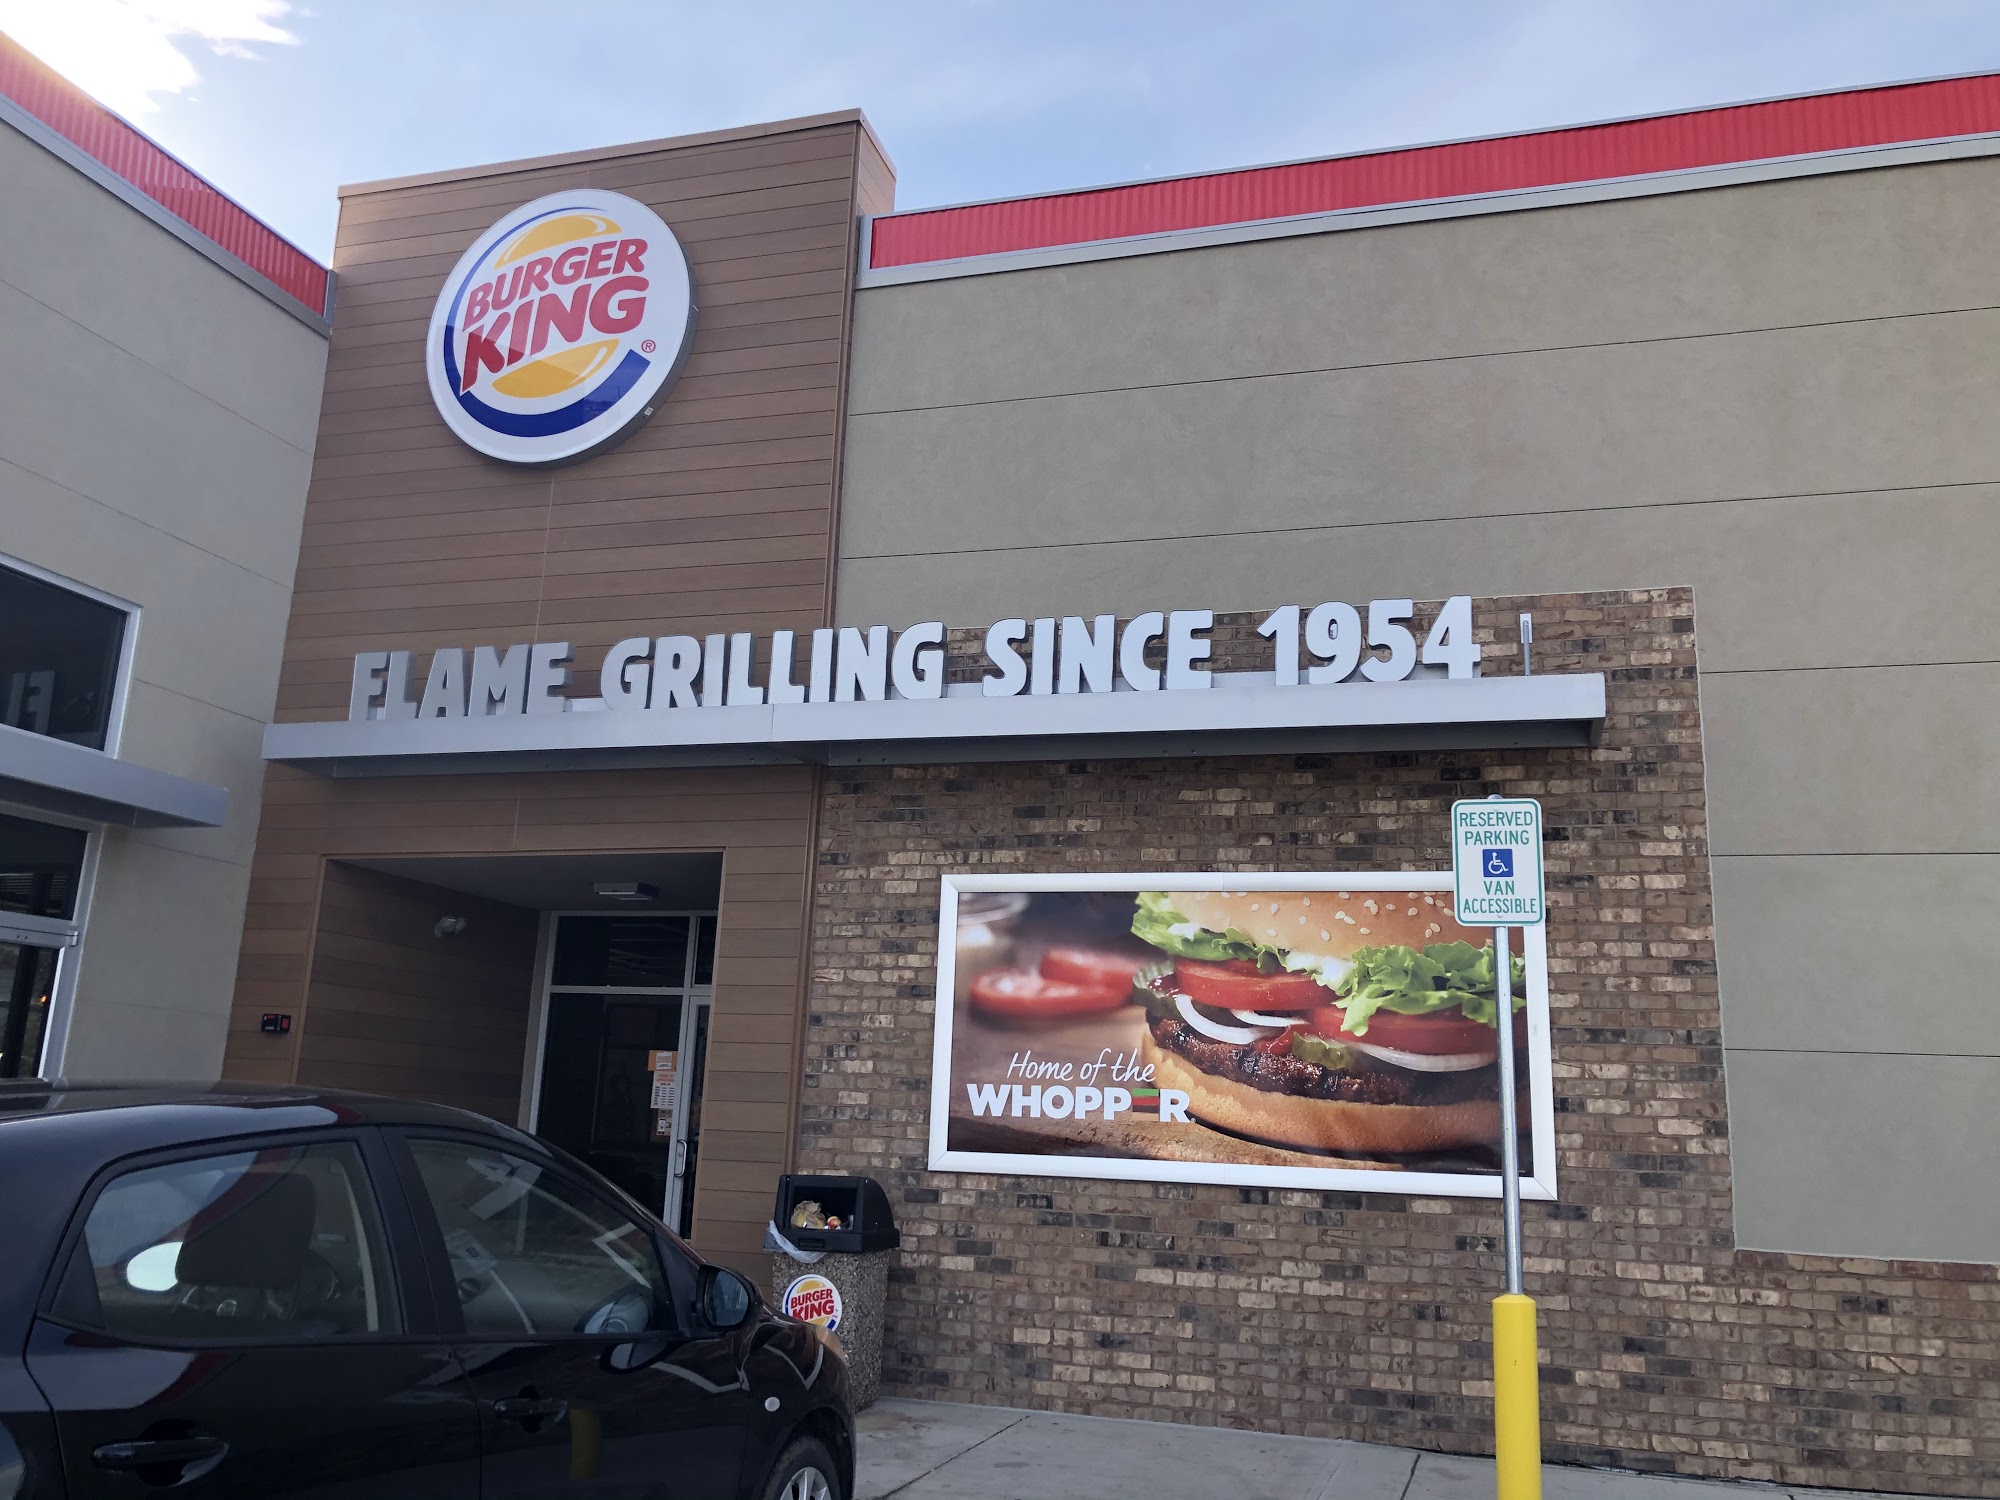 BURGER
KING®
FLAME GRILLING SINCE 1954
RESERVED
PARKING
VAN
ACCESSIBLE
Home of the
WHOPPER.
BURGER
KING